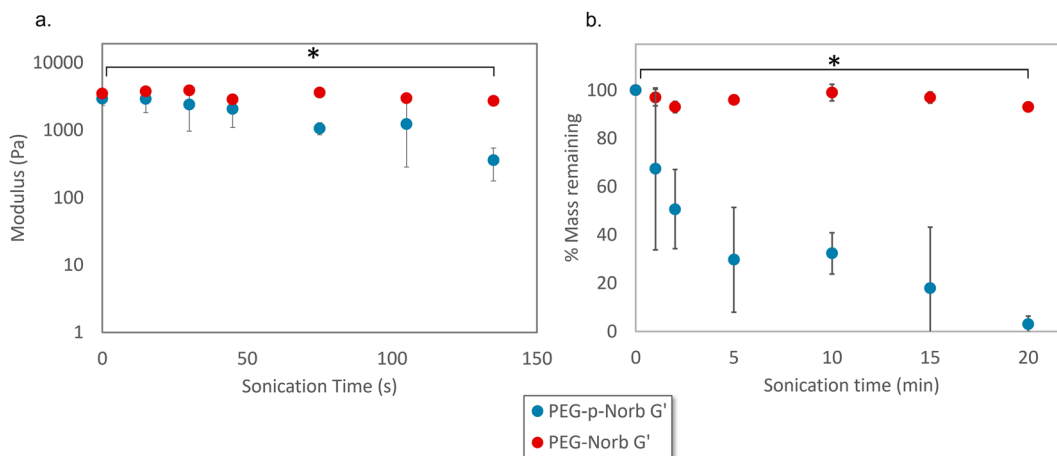 a.
*
10000
1000
100
10
1
Modulus (Pa)
0
50
100
150
Sonication Time (s)
b.
*
100
80
60
40
20
0
% Mass remaining
0
5
10
15
20
Sonication time (min)
PEG-p-Norb G'
PEG-Norb G'